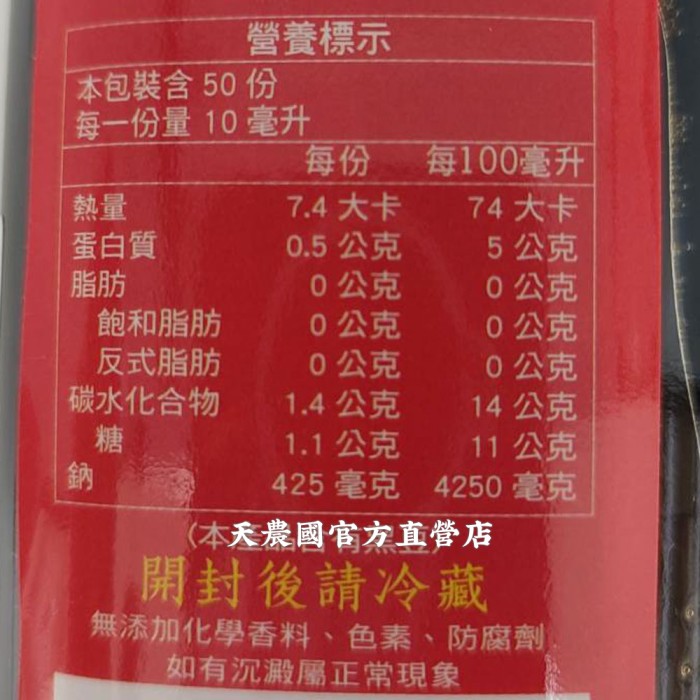 營養標示
本包裝含 50 份
每一份量 10 毫升
每份 每100毫升
熱量 7.4 大卡 74 大卡
蛋白質 0.5 公克 5 公克
脂肪 0 公克 0 公克
飽和脂肪 0 公克 0 公克
反式脂肪 0 公克 0 公克
碳水化合物 1.4 公克 14 公克
糖 1.1 公克 11 公克
鈉 425 毫克 4250 毫克
天農國官方直營店
開封後請冷藏
無添加化學香料、色素、防腐劑
如有沉澱屬正常現象